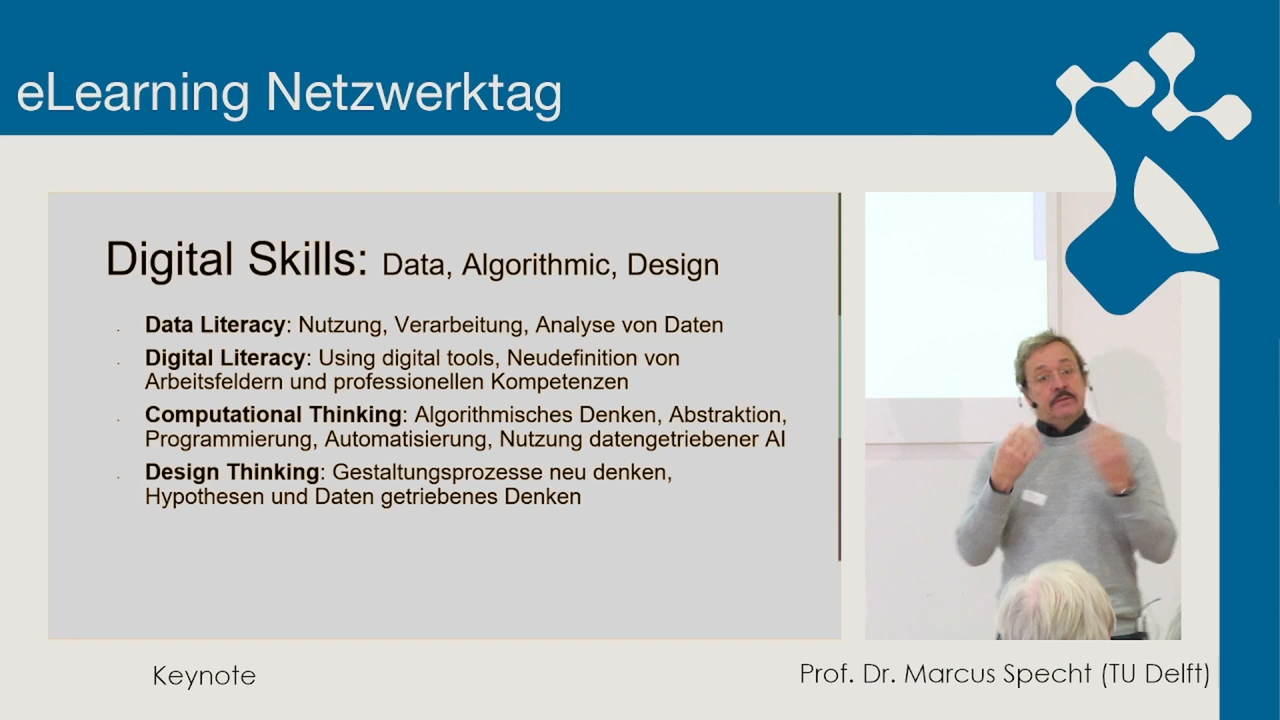 eLearning Netzwerktag
Digital Skills: Data, Algorithmic, Design
Data Literacy: Nutzung, Verarbeitung, Analyse von Daten
Digital Literacy: Using digital tools, Neudefinition von
Arbeitsfeldern und professionellen Kompetenzen
Computational Thinking: Algorithmisches Denken, Abstraktion,
Programmierung, Automatisierung, Nutzung datengetriebener AI
Design Thinking: Gestaltungsprozesse neu denken,
Hypothesen und Daten getriebenes Denken
Keynote
Prof. Dr. Marcus Specht (TU Delft)